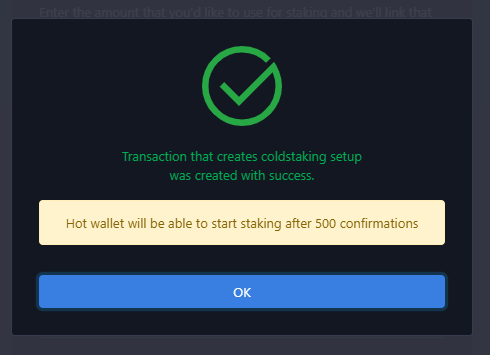 Enter the amount that you'd like to use for staking and we'll link that
Transaction that creates coldstaking setup
was created with success.
Hot wallet will be able to start staking after 500 confirmations
OK